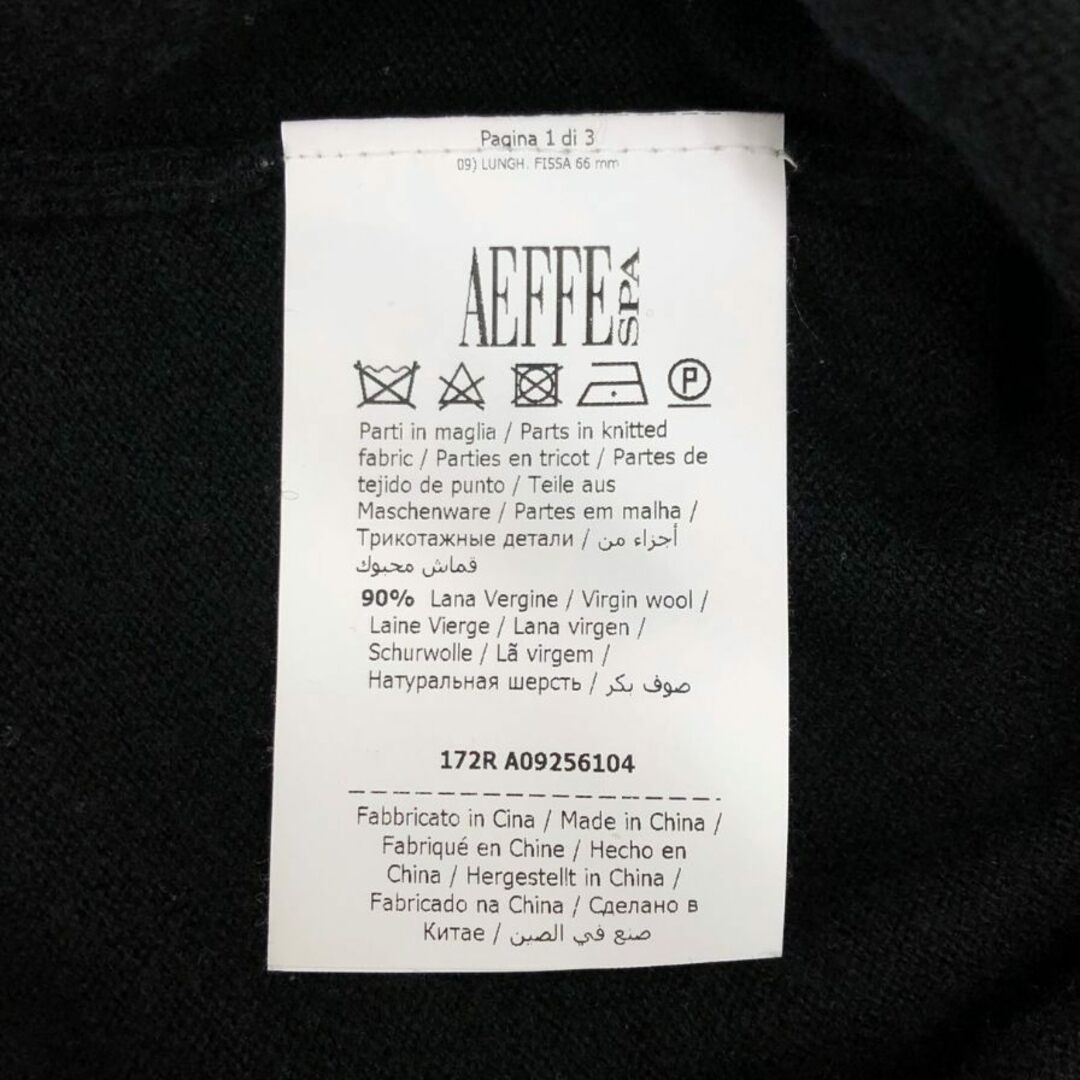 Pagina 1 di 3
09) LUNGH. FISSA 66 mm
AEFFE SPA
P
Parti in maglia / Parts in knitted
fabric / Parties en tricot / Partes de
tejido de punto / Teile aus
Maschenware / Partes em malha /
Трикотажные детали / أجزاء من
قماش محبوك
90% Lana Vergine / Virgin wool /
Laine Vierge / Lana virgen /
Schurwolle / Lã virgem /
Натуральная шерсть / صوف بكر
172R A09256104
Fabbricato in Cina / Made in China /
Fabriqué en Chine / Hecho en
China / Hergestellt in China /
Fabricado na China / Сделано в
Китае / صنع في الصين